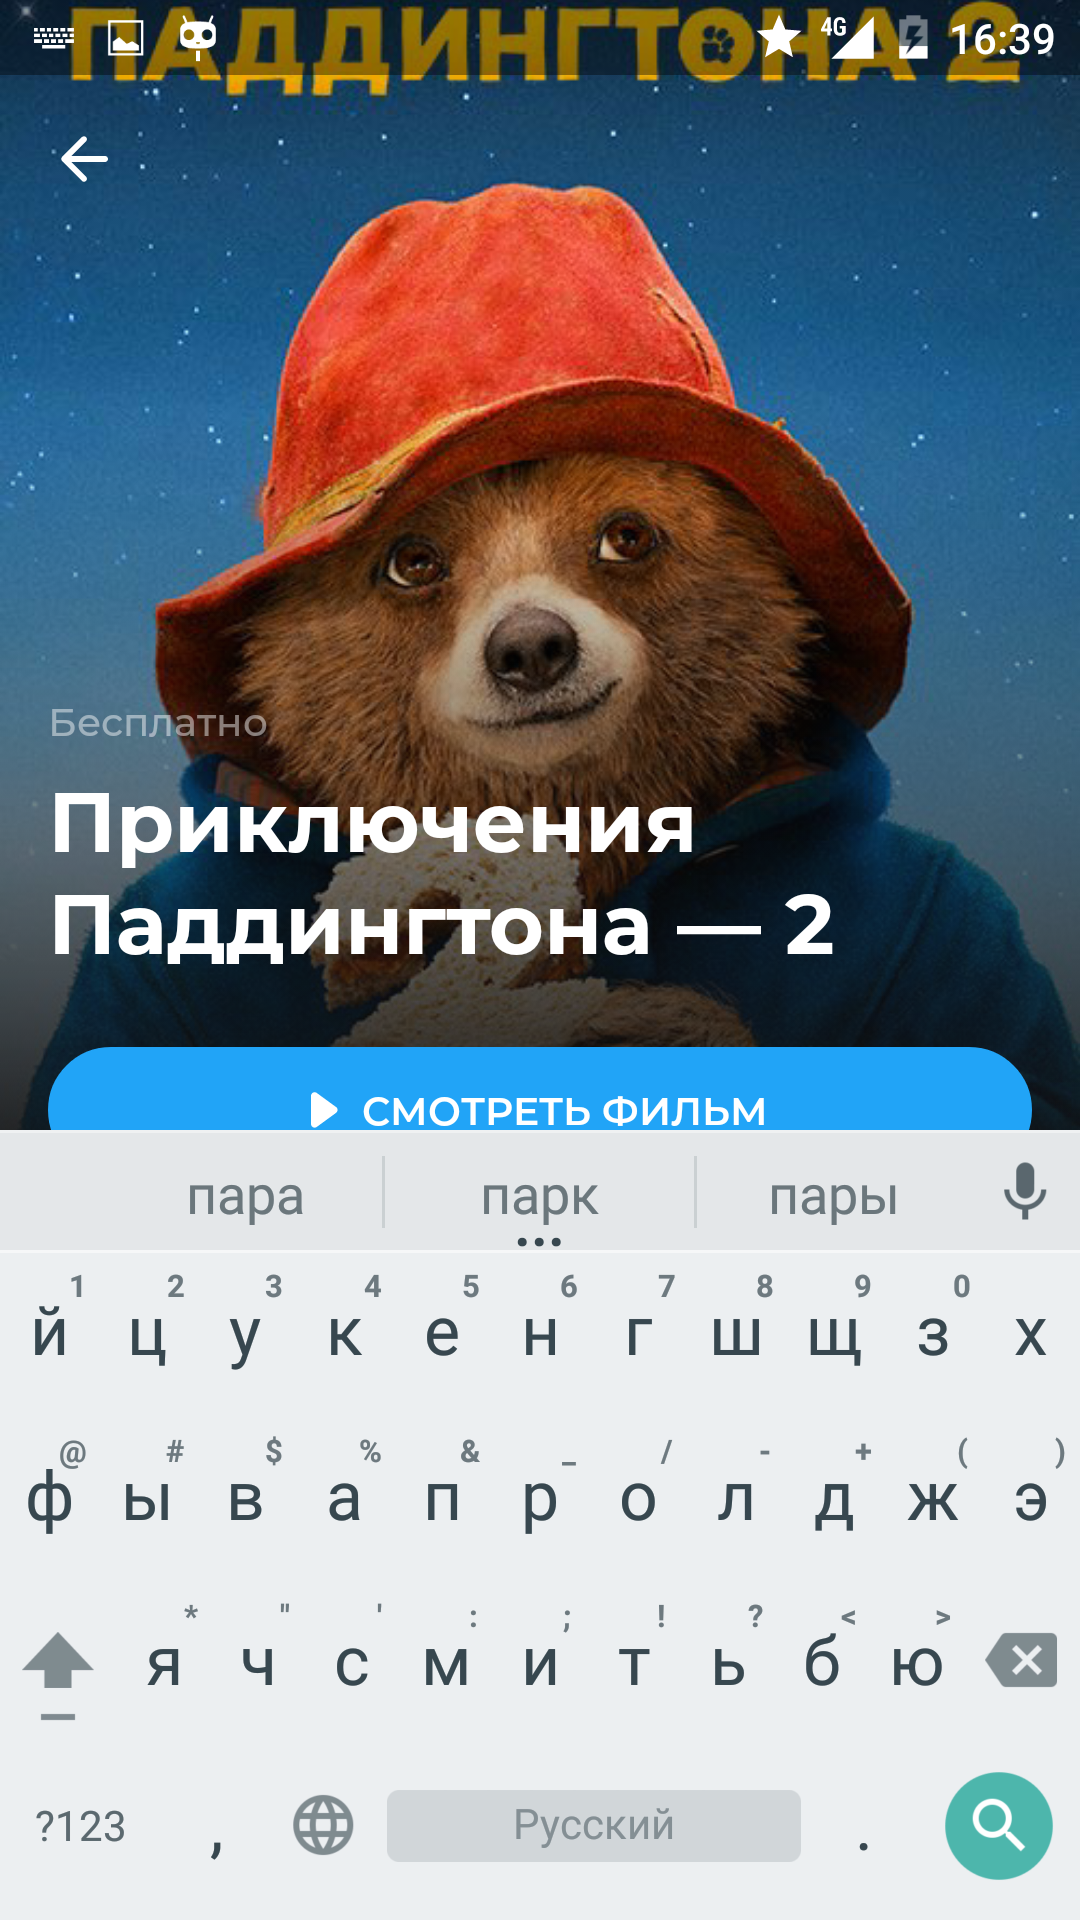 ПАДДИНГТОНА 2
4G 16:39
Бесплатно
Приключения
Паддингтона — 2
СМОТРЕТЬ ФИЛЬМ
пара парк пары
1 2 3 4 5 6 7 8 9 0
й ц у к е н г ш щ з х
@ # $ % & _ / - + ( )
ф ы в а п р о л д ж э
* " ' : ; ! ? < >
я ч с м и т ь б ю
?123 , Русский .